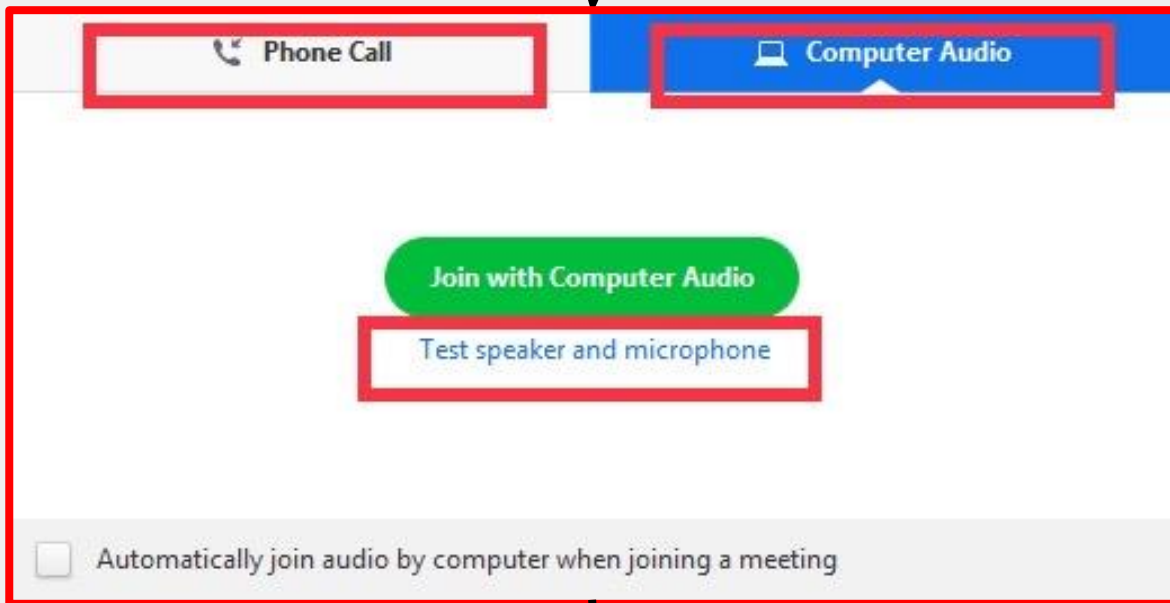 Phone Call
Computer Audio
Join with Computer Audio
Test speaker and microphone
Automatically join audio by computer when joining a meeting